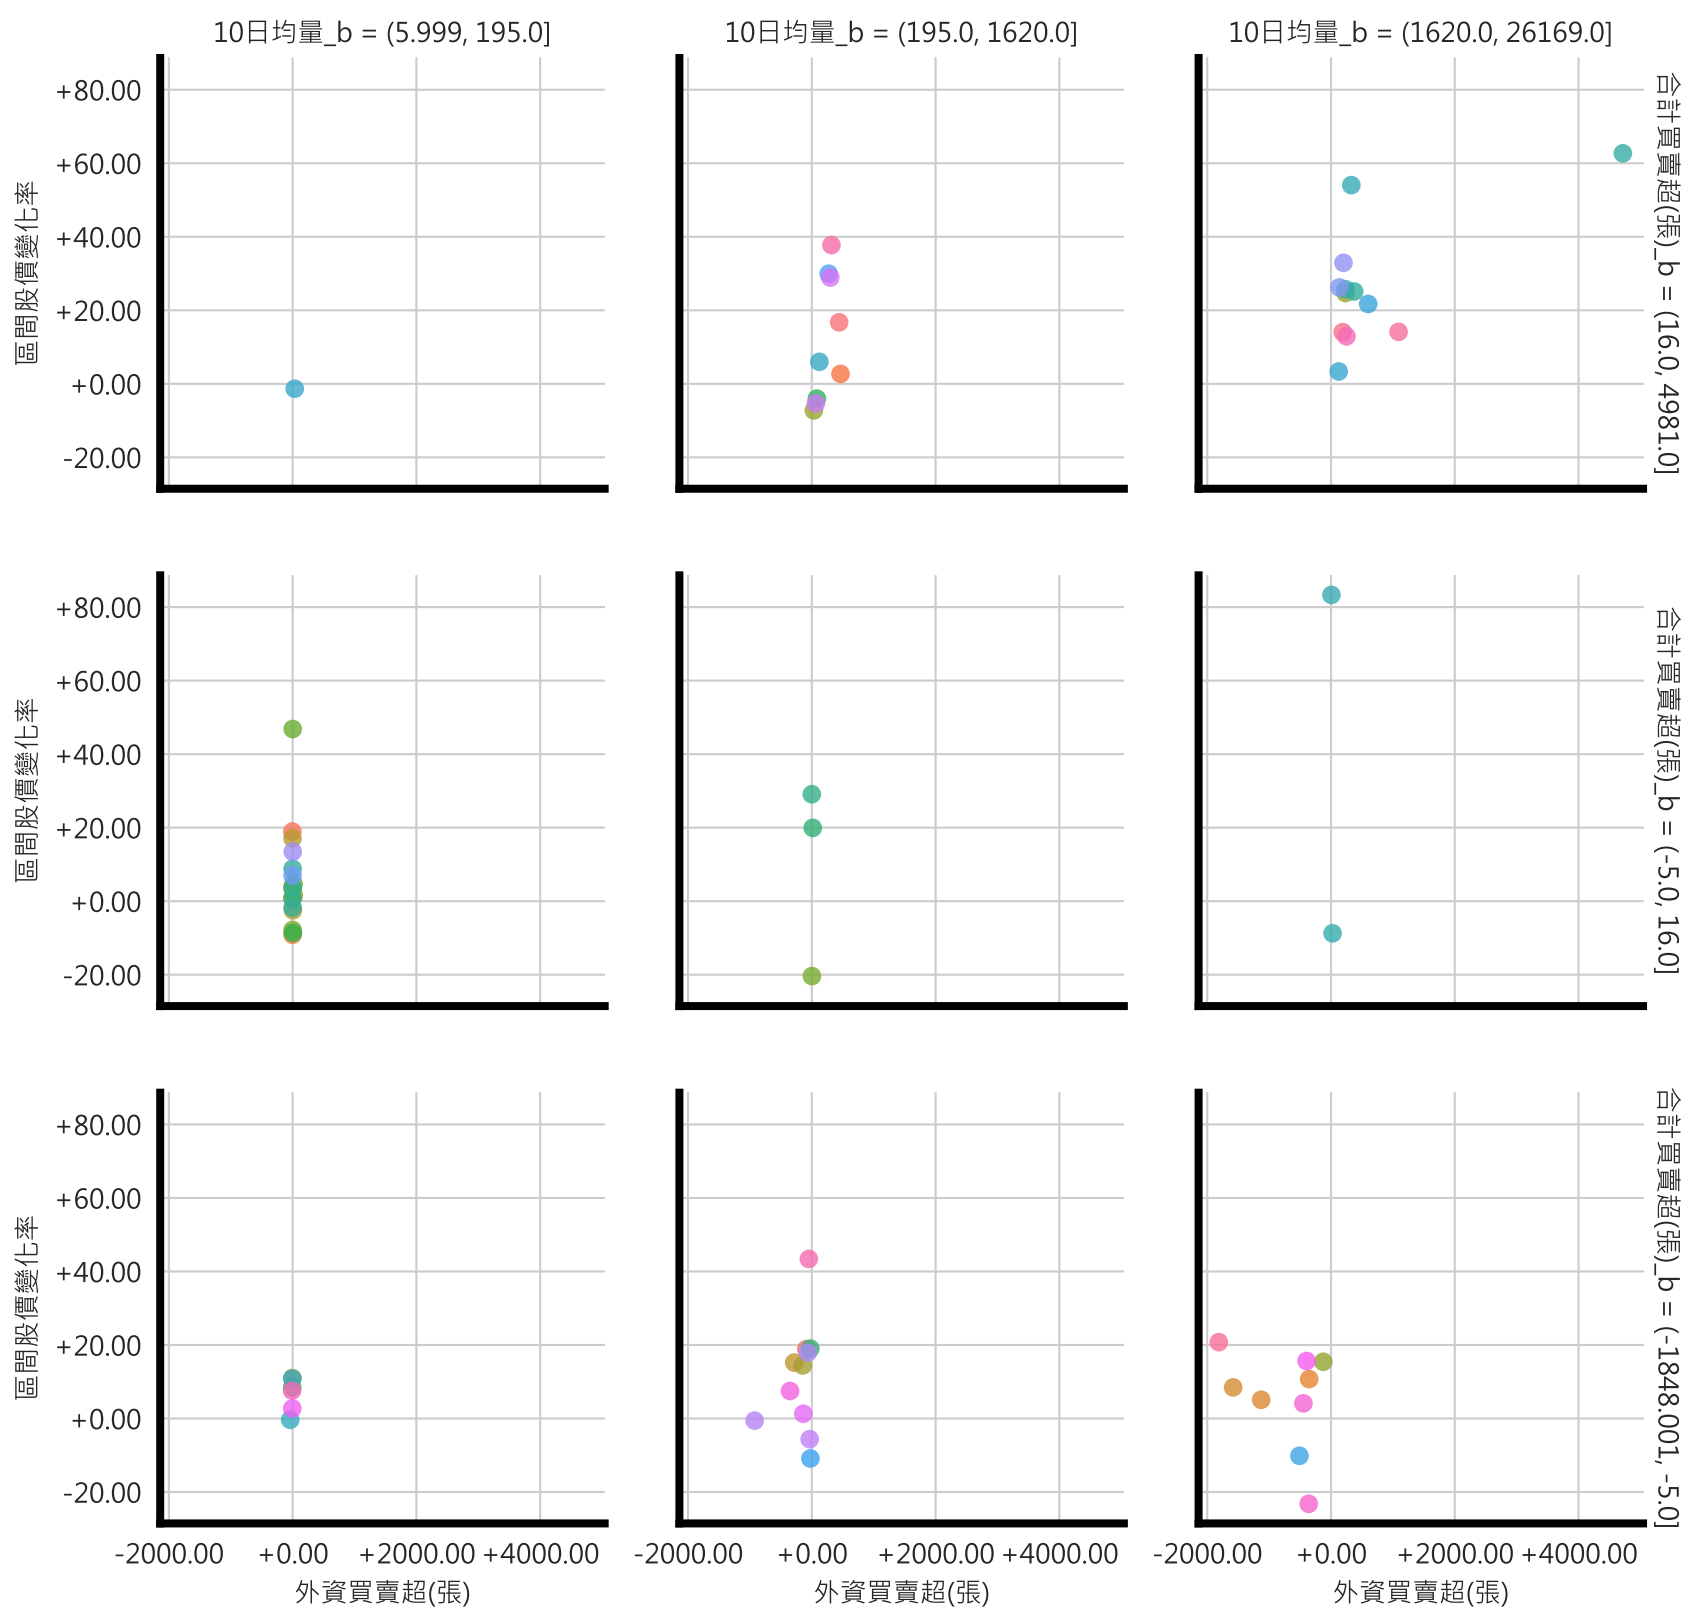 10日均量_b = (5.999, 195.0]
10日均量_b = (195.0, 1620.0]
10日均量_b = (1620.0, 26169.0]
+80.00
+60.00
+40.00
+20.00
+0.00
-20.00
區間股價變化率
合計買賣超(張)_b = (16.0, 4981.0]
+80.00
+60.00
+40.00
+20.00
+0.00
-20.00
區間股價變化率
合計買賣超(張)_b = (-5.0, 16.0]
+80.00
+60.00
+40.00
+20.00
+0.00
-20.00
區間股價變化率
合計買賣超(張)_b = (-1848.001, -5.0]
-2000.00 +0.00 +2000.00 +4000.00
-2000.00 +0.00 +2000.00 +4000.00
-2000.00 +0.00 +2000.00 +4000.00
外資買賣超(張)
外資買賣超(張)
外資買賣超(張)